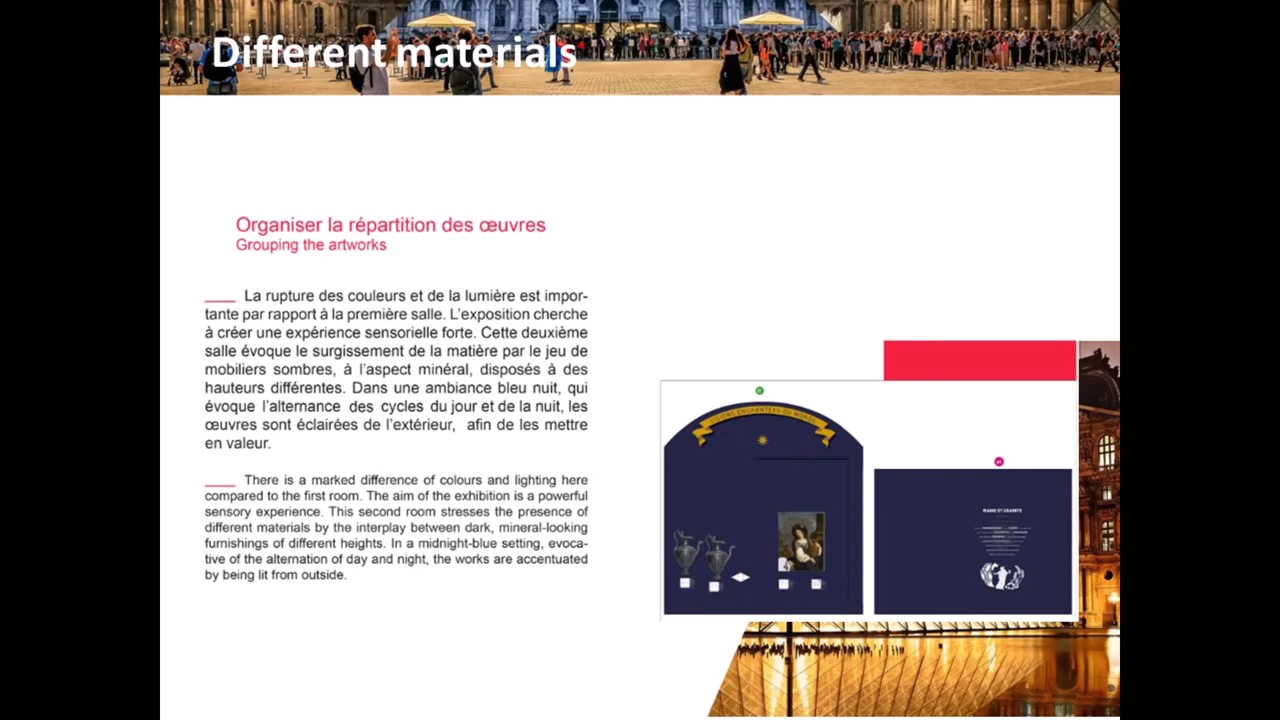 Different materials
Organiser la répartition des œuvres
Grouping the artworks
La rupture des couleurs et de la lumière est impor-
tante par rapport à la première salle. L’exposition cherche
à créer une expérience sensorielle forte. Cette deuxième
salle évoque le surgissement de la matière par le jeu de
mobiliers sombres, à l’aspect minéral, disposés à des
hauteurs différentes. Dans une ambiance bleu nuit, qui
évoque l’alternance des cycles du jour et de la nuit, les
œuvres sont éclairées de l’extérieur, afin de les mettre
en valeur.
There is a marked difference of colours and lighting here
compared to the first room. The aim of the exhibition is a powerful
sensory experience. This second room stresses the presence of
different materials by the interplay between dark, mineral-looking
furnishings of different heights. In a midnight-blue setting, evoca-
tive of the alternation of day and night, the works are accentuated
by being lit from outside.
ENCHANTÉES DU MONDE